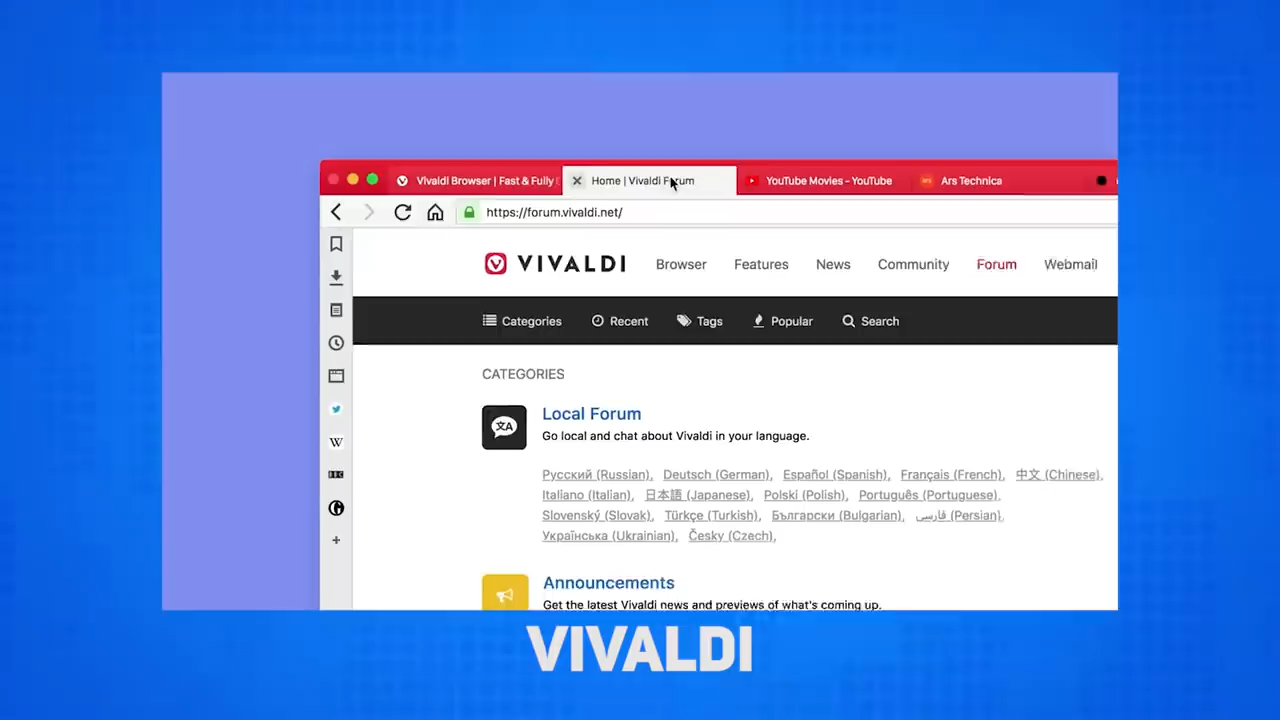 Vivaldi Browser | Fast & Fully
Home | Vivaldi Forum
YouTube Movies - YouTube
Ars Technica
https://forum.vivaldi.net/
VIVALDI Browser Features News Community Forum Webmail
Categories Recent Tags Popular Search
CATEGORIES
Local Forum
Go local and chat about Vivaldi in your language.
Русский (Russian), Deutsch (German), Español (Spanish), Français (French), 中文 (Chinese),
Italiano (Italian), 日本語 (Japanese), Polski (Polish), Português (Portuguese),
Slovenský (Slovak), Türkçe (Turkish), Български (Bulgarian), فارسی (Persian),
Українська (Ukrainian), Česky (Czech),
Announcements
Get the latest Vivaldi news and previews of what's coming up.
W
VIVALDI